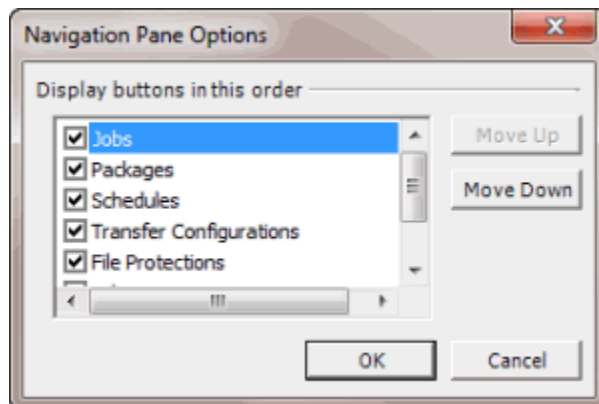 Navigation Pane Options
Display buttons in this order
Jobs
Move Up
Packages
Schedules
Move Down
Transfer Configurations
File Protections
OK
Cancel